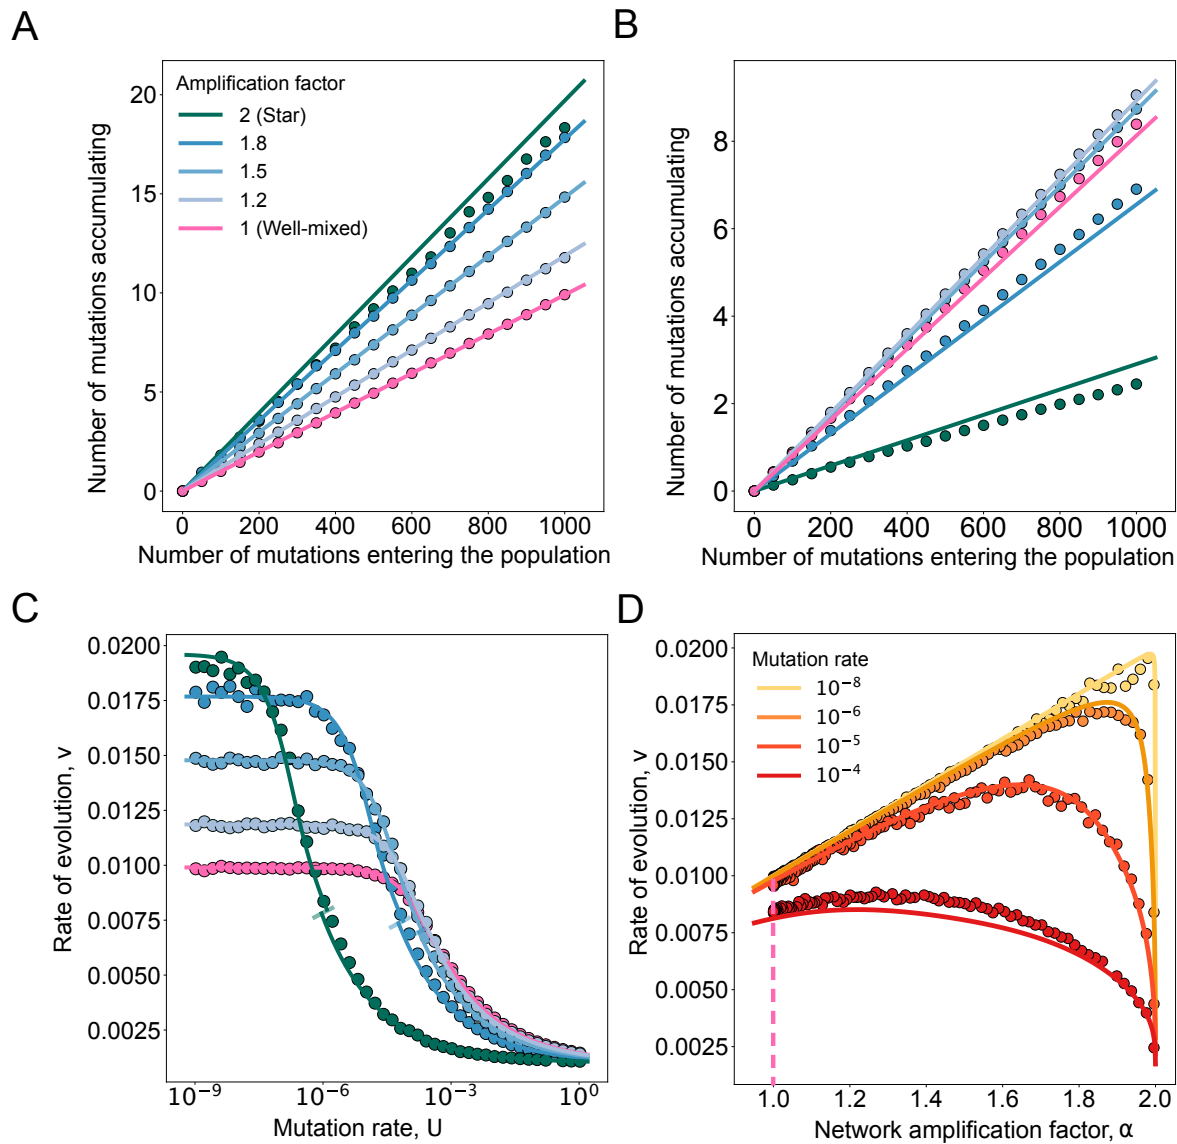 A
B
Number of mutations accumulating
20
15
10
5
0
Amplification factor
2 (Star)
1.8
1.5
1.2
1 (Well-mixed)
0 200 400 600 800 1000
Number of mutations entering the population
Number of mutations accumulating
8
6
4
2
0
0 200 400 600 800 1000
Number of mutations entering the population
C
D
Rate of evolution, v
0.0200
0.0175
0.0150
0.0125
0.0100
0.0075
0.0050
0.0025
10⁻⁹ 10⁻⁶ 10⁻³ 10⁰
Mutation rate, U
Rate of evolution, v
0.0200
0.0175
0.0150
0.0125
0.0100
0.0075
0.0050
0.0025
Mutation rate
10⁻⁸
10⁻⁶
10⁻⁵
10⁻⁴
1.0 1.2 1.4 1.6 1.8 2.0
Network amplification factor, α